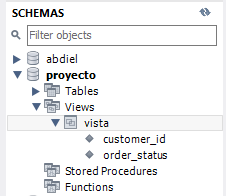 SCHEMAS
Filter objects
abdiel
proyecto
Tables
Views
vista
customer_id
order_status
Stored Procedures
Functions